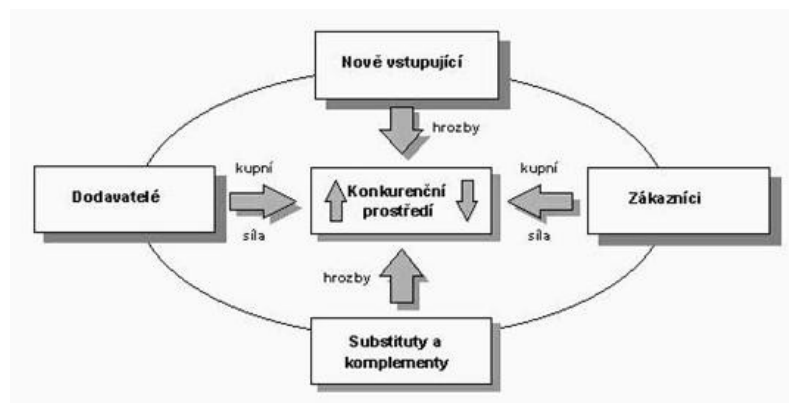 Nově vstupující
hrozby
kupní
kupní
Dodavatelé
Konkurenční
prostředí
Zákazníci
síla
síla
hrozby
Substituty a
komplementy